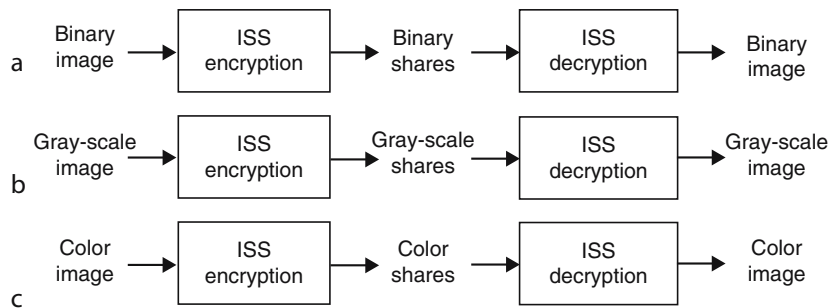 Binary
image
ISS
encryption
Binary
shares
ISS
decryption
Binary
image
a
Gray-scale
image
ISS
encryption
Gray-scale
shares
ISS
decryption
Gray-scale
image
b
Color
image
ISS
encryption
Color
shares
ISS
decryption
Color
image
c